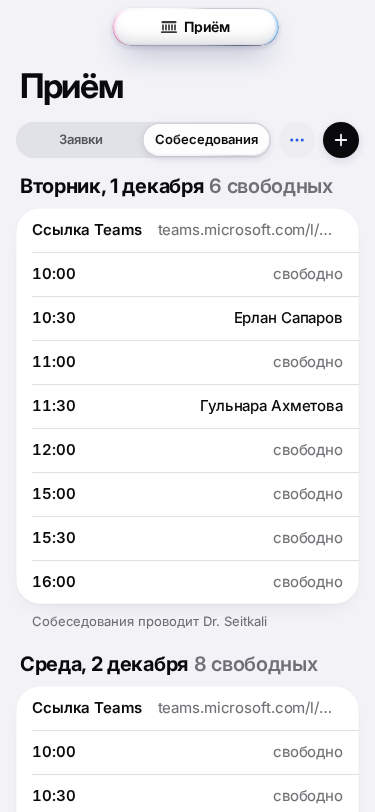 Приём
Приём
Заявки Собеседования
Вторник, 1 декабря 6 свободных
Ссылка Teams teams.microsoft.com/l/...
10:00 свободно
10:30 Ерлан Сапаров
11:00 свободно
11:30 Гульнара Ахметова
12:00 свободно
15:00 свободно
15:30 свободно
16:00 свободно
Собеседования проводит Dr. Seitkali
Среда, 2 декабря 8 свободных
Ссылка Teams teams.microsoft.com/l/...
10:00 свободно
10:30 свободно